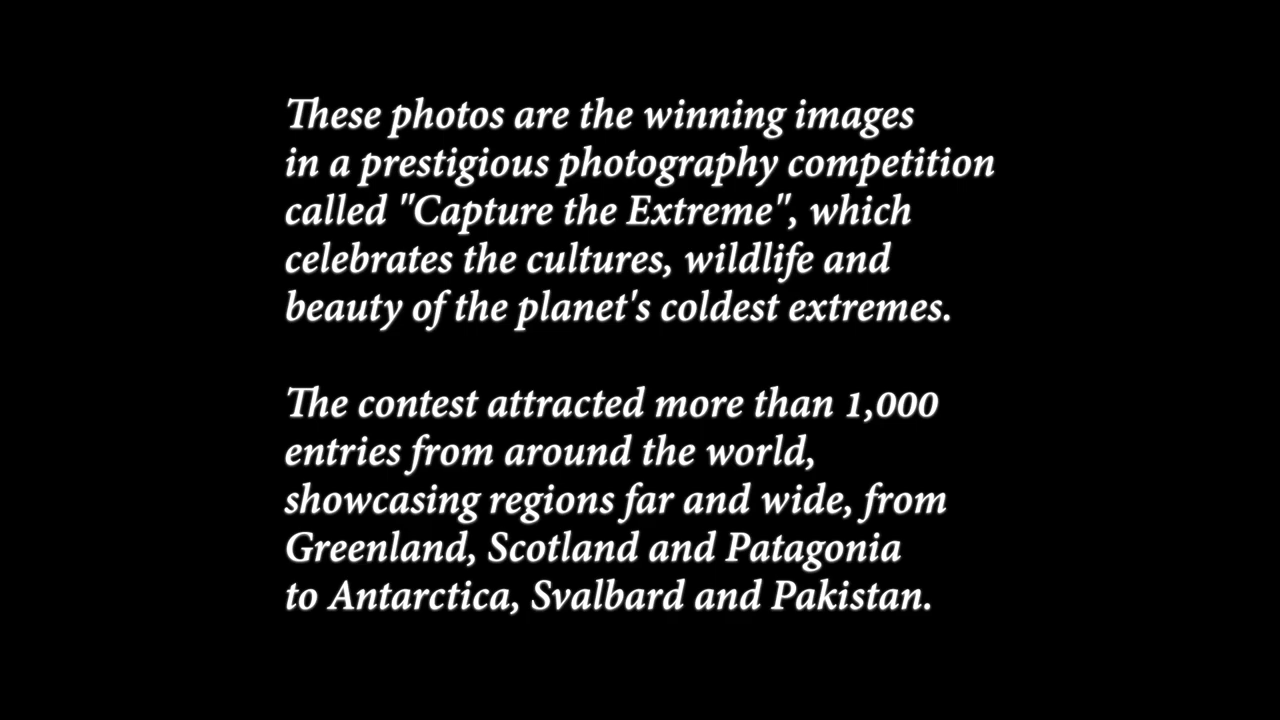 These photos are the winning images
in a prestigious photography competition
called "Capture the Extreme", which
celebrates the cultures, wildlife and
beauty of the planet's coldest extremes.
The contest attracted more than 1,000
entries from around the world,
showcasing regions far and wide, from
Greenland, Scotland and Patagonia
to Antarctica, Svalbard and Pakistan.